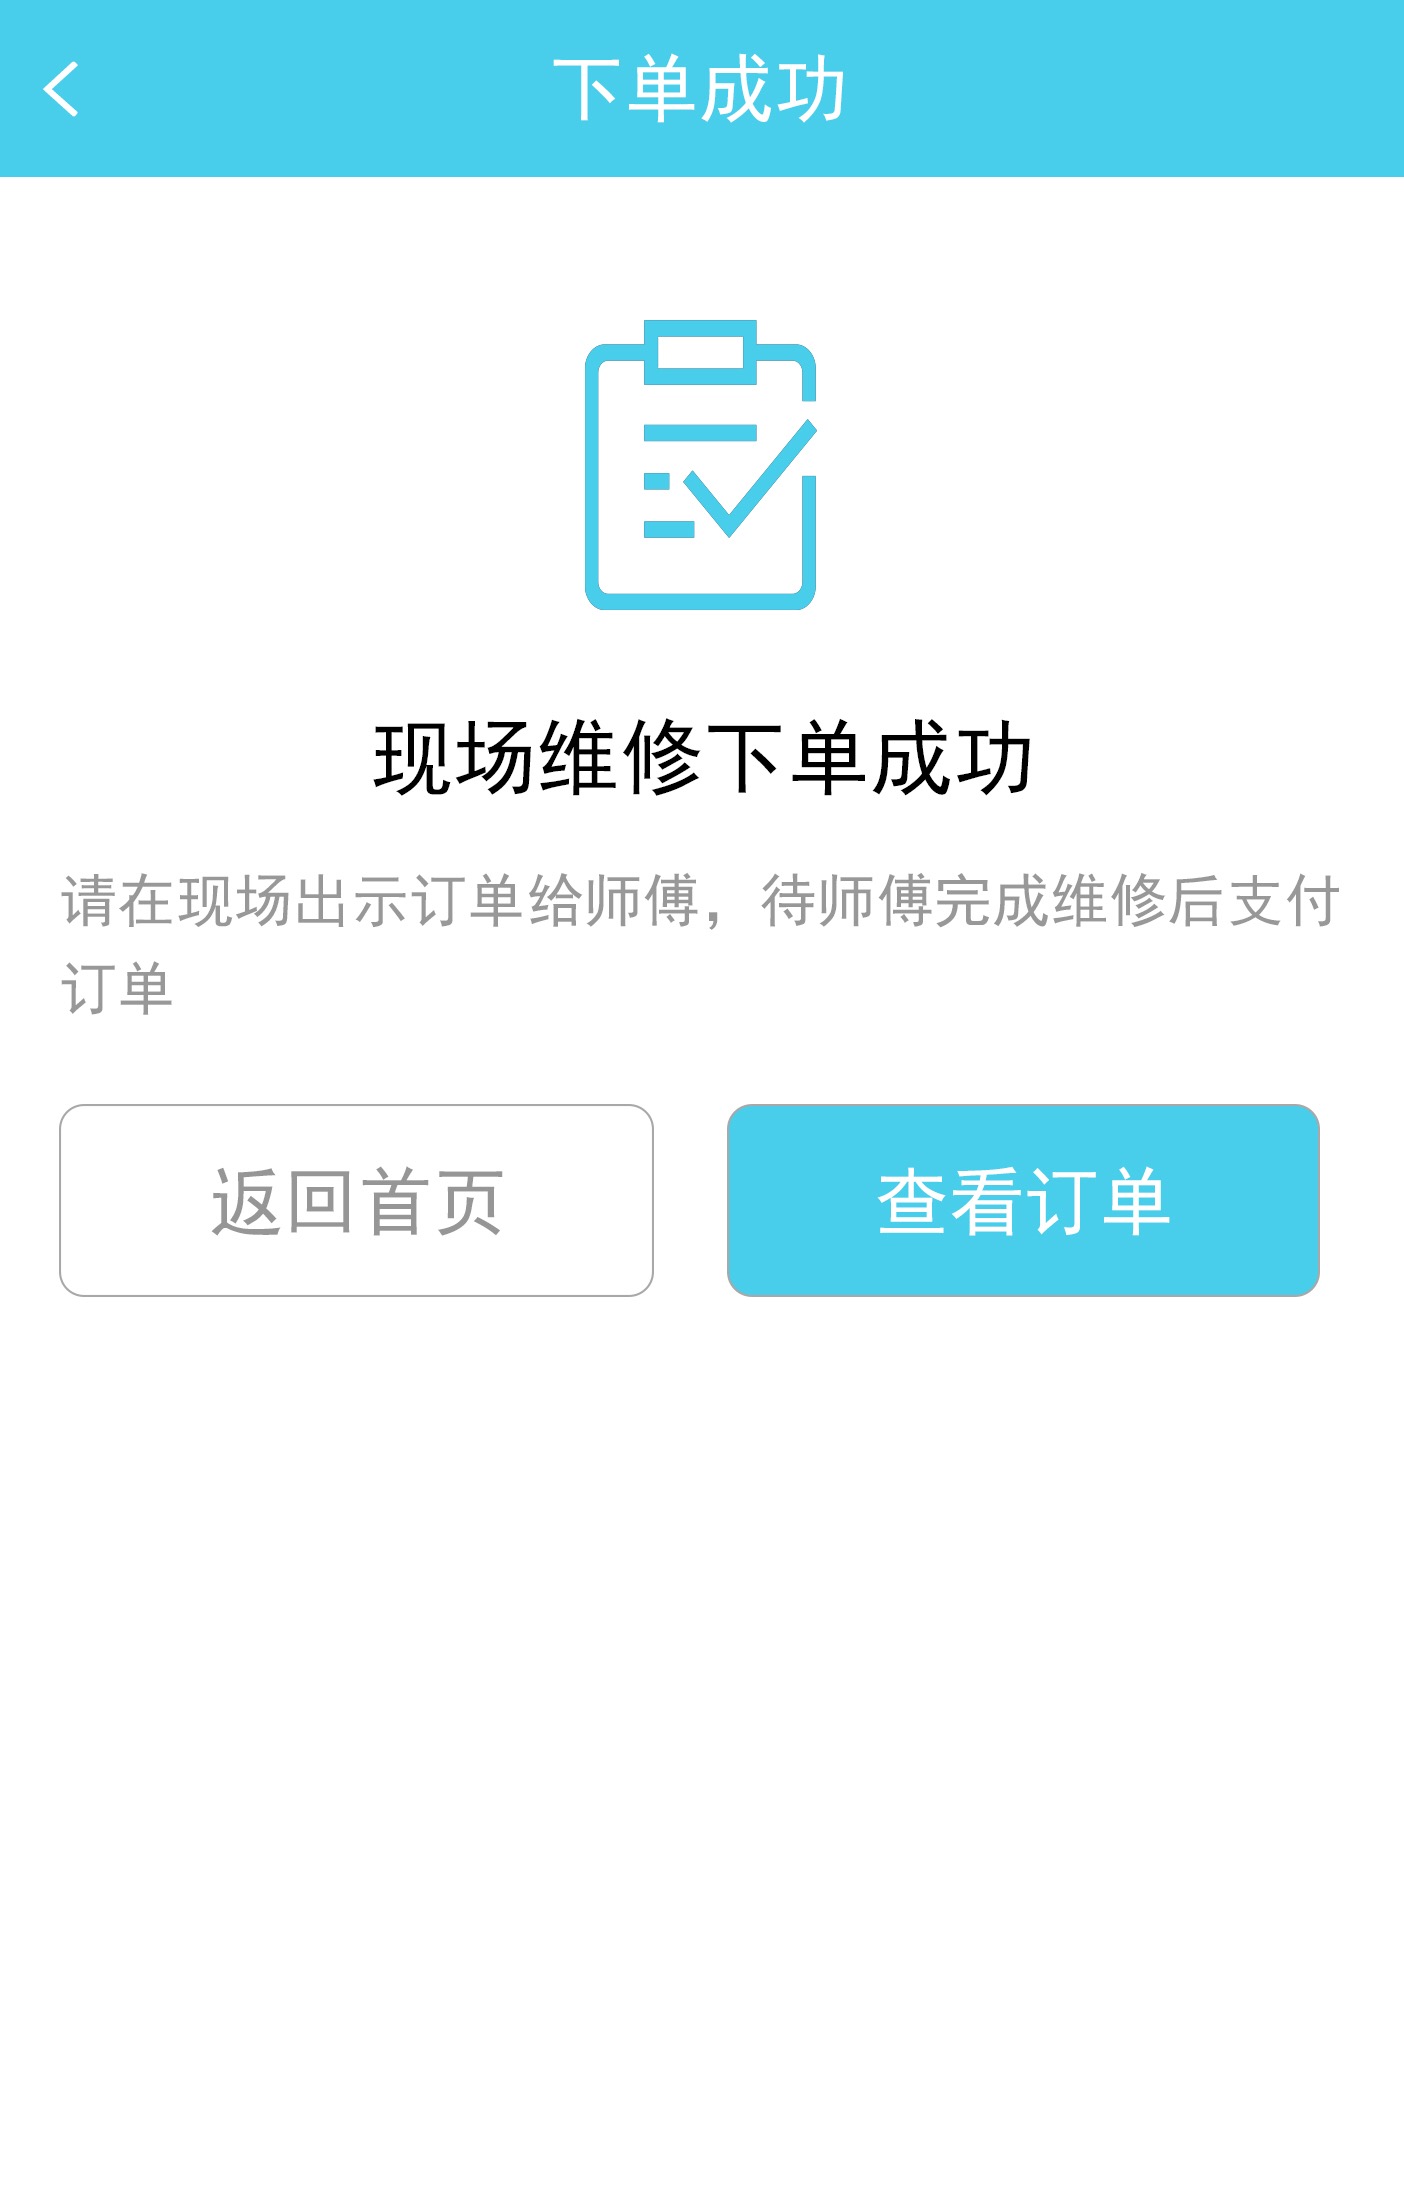 下单成功
现场维修下单成功
请在现场出示订单给师傅，待师傅完成维修后支付
订单
返回首页
查看订单